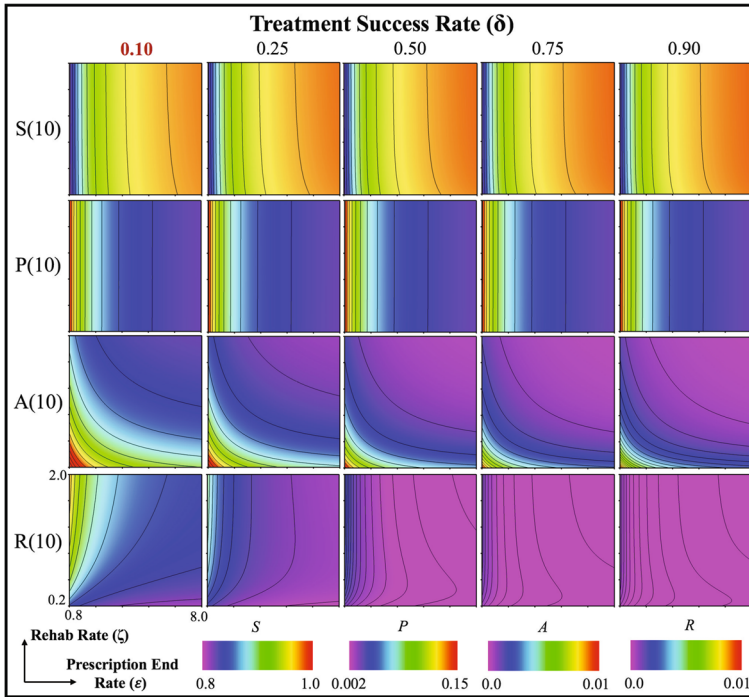 Treatment Success Rate (δ)
0.10 0.25 0.50 0.75 0.90
S(10)
P(10)
A(10)
R(10)
2.0
0.2
0.8 8.0
Rehab Rate (ζ)
Prescription End
Rate (ε)
S P A R
0.8 1.0 0.002 0.15 0.0 0.01 0.0 0.01